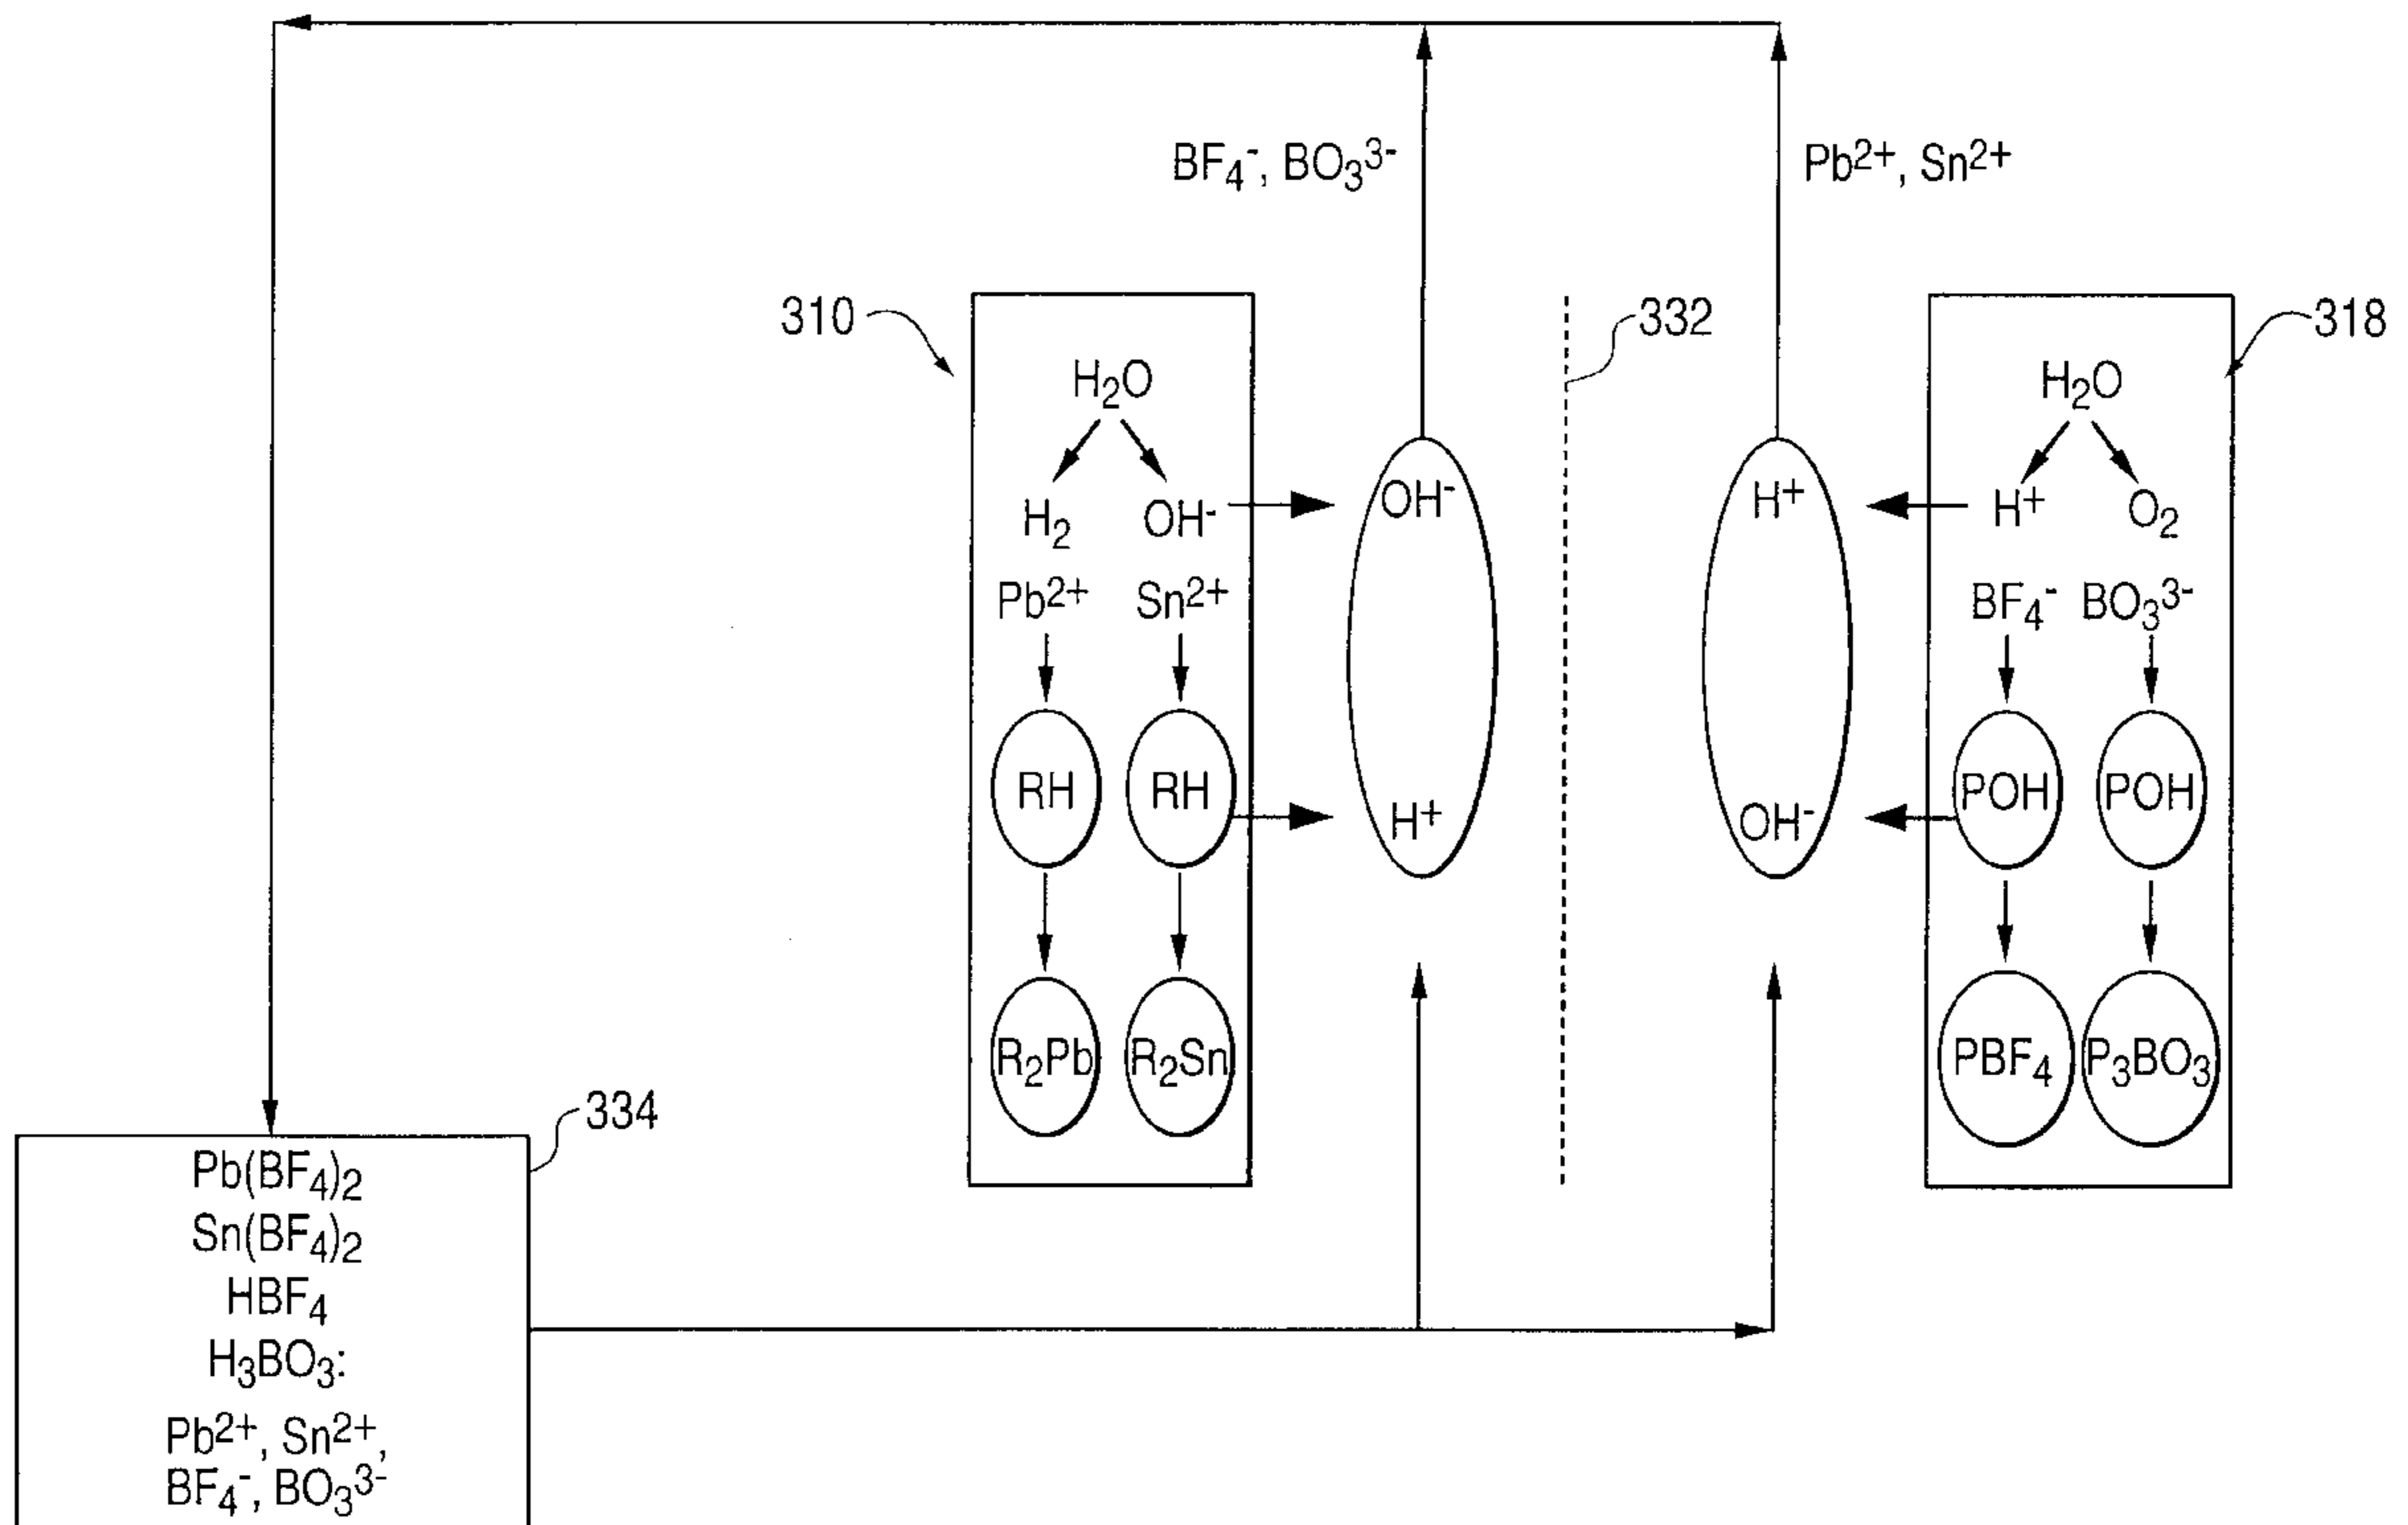 BF₄⁻, BO₃³⁻
Pb²⁺, Sn²⁺
310
332
318
H₂O
H₂
OH⁻
Pb²⁺
Sn²⁺
RH
RH
R₂Pb
R₂Sn
OH⁻
H⁺
H⁺
OH⁻
H₂O
H⁺
O₂
BF₄⁻
BO₃³⁻
POH
POH
PBF₄
P₃BO₃
334
Pb(BF₄)₂
Sn(BF₄)₂
HBF₄
H₃BO₃:
Pb²⁺, Sn²⁺,
BF₄⁻, BO₃³⁻